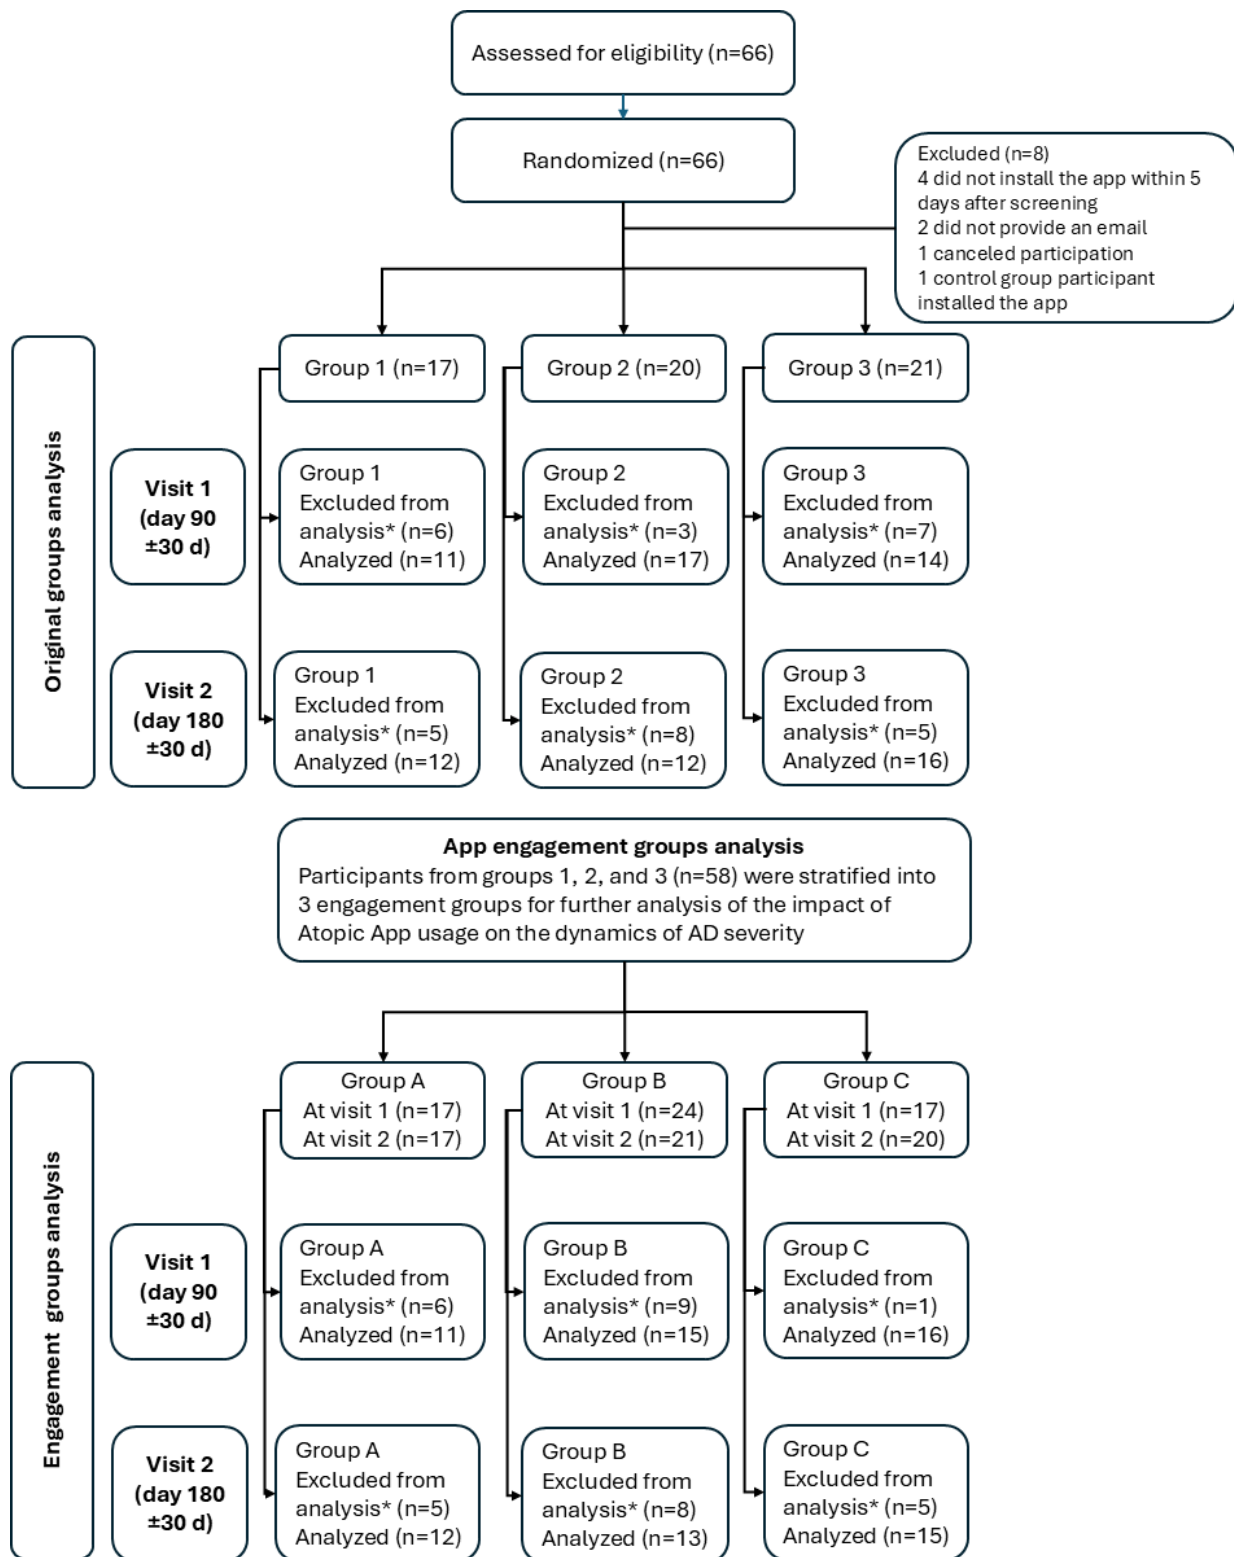 Assessed for eligibility (n=66)
Randomized (n=66)
Excluded (n=8)
4 did not install the app within 5
days after screening
2 did not provide an email
1 canceled participation
1 control group participant
installed the app
Original groups analysis
Group 1 (n=17)
Group 2 (n=20)
Group 3 (n=21)
Visit 1
(day 90
±30 d)
Group 1
Excluded from
analysis* (n=6)
Analyzed (n=11)
Group 2
Excluded from
analysis* (n=3)
Analyzed (n=17)
Group 3
Excluded from
analysis* (n=7)
Analyzed (n=14)
Visit 2
(day 180
±30 d)
Group 1
Excluded from
analysis* (n=5)
Analyzed (n=12)
Group 2
Excluded from
analysis* (n=8)
Analyzed (n=12)
Group 3
Excluded from
analysis* (n=5)
Analyzed (n=16)
App engagement groups analysis
Participants from groups 1, 2, and 3 (n=58) were stratified into
3 engagement groups for further analysis of the impact of
Atopic App usage on the dynamics of AD severity
Engagement groups analysis
Group A
At visit 1 (n=17)
At visit 2 (n=17)
Group B
At visit 1 (n=24)
At visit 2 (n=21)
Group C
At visit 1 (n=17)
At visit 2 (n=20)
Visit 1
(day 90
±30 d)
Group A
Excluded from
analysis* (n=6)
Analyzed (n=11)
Group B
Excluded from
analysis* (n=9)
Analyzed (n=15)
Group C
Excluded from
analysis* (n=1)
Analyzed (n=16)
Visit 2
(day 180
±30 d)
Group A
Excluded from
analysis* (n=5)
Analyzed (n=12)
Group B
Excluded from
analysis* (n=8)
Analyzed (n=13)
Group C
Excluded from
analysis* (n=5)
Analyzed (n=15)